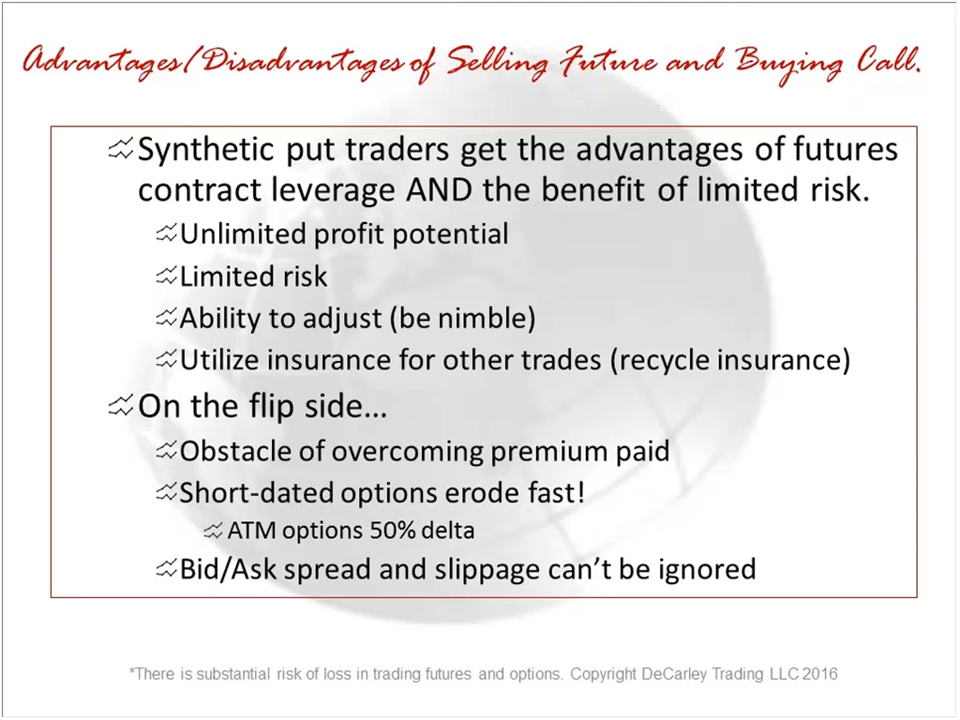 Advantages/Disadvantages of Selling Future and Buying Call.
Synthetic put traders get the advantages of futures
contract leverage AND the benefit of limited risk.
Unlimited profit potential
Limited risk
Ability to adjust (be nimble)
Utilize insurance for other trades (recycle insurance)
On the flip side...
Obstacle of overcoming premium paid
Short-dated options erode fast!
ATM options 50% delta
Bid/Ask spread and slippage can't be ignored
*There is substantial risk of loss in trading futures and options. Copyright DeCarley Trading LLC 2016